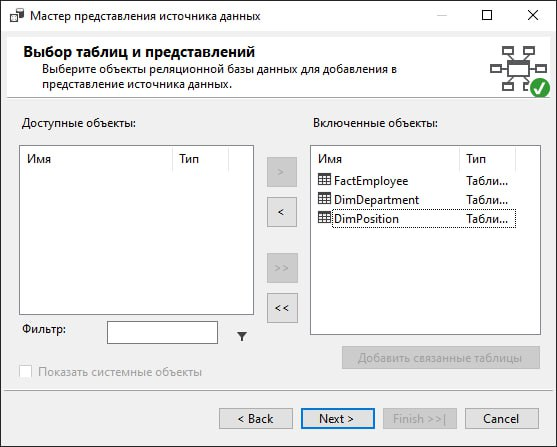 Мастер представления источника данных
Выбор таблиц и представлений
Выберите объекты реляционной базы данных для добавления в
представление источника данных.
Доступные объекты:
Имя Тип
Включенные объекты:
Имя Тип
FactEmployee Табли...
DimDepartment Табли...
DimPosition Табли...
>
<
>>
<<
Фильтр:
Показать системные объекты
Добавить связанные таблицы
< Back
Next >
Finish >>|
Cancel